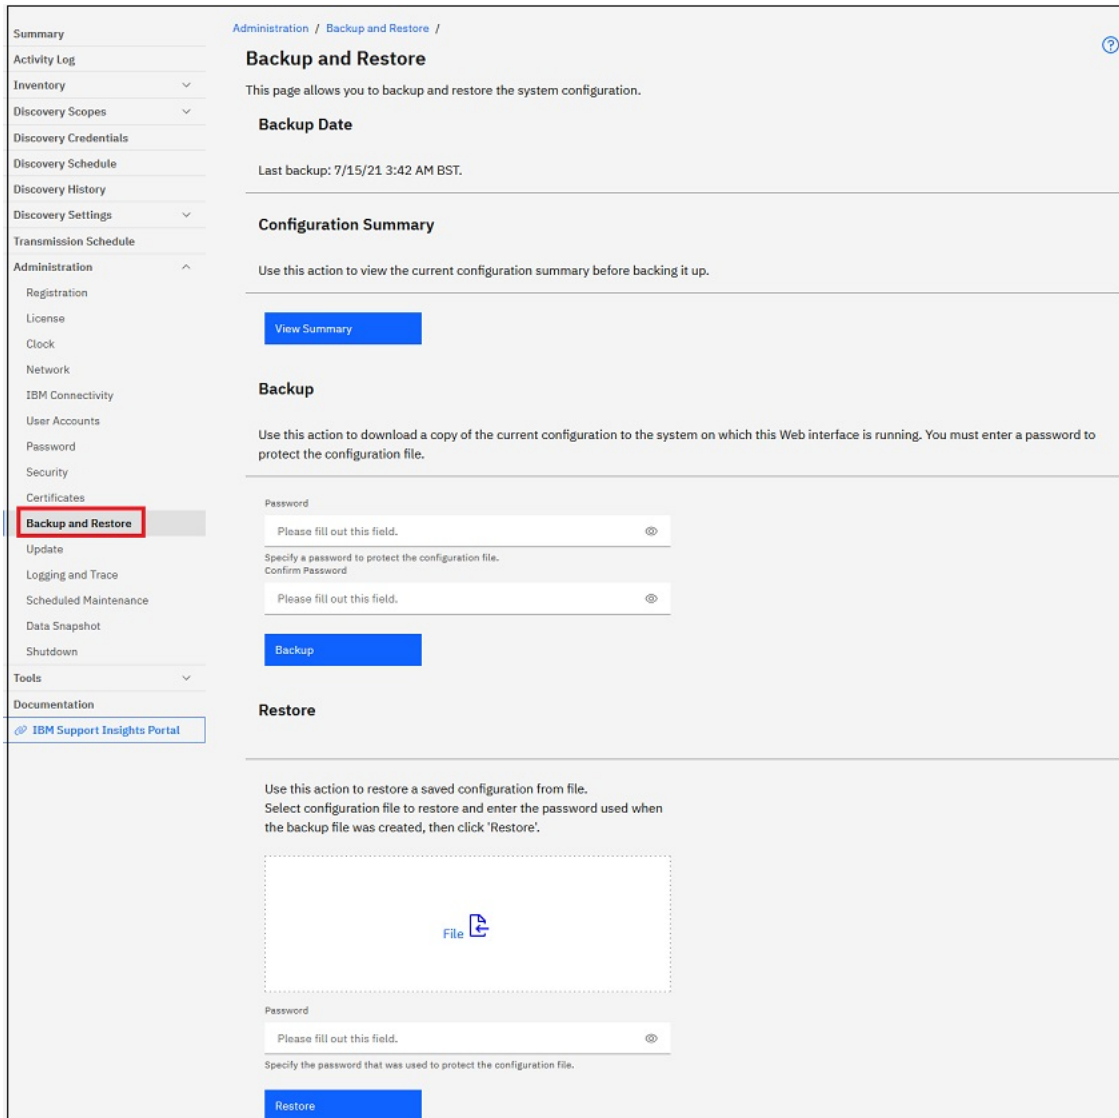 Summary
Activity Log
Inventory
Discovery Scopes
Discovery Credentials
Discovery Schedule
Discovery History
Discovery Settings
Transmission Schedule
Administration
Registration
License
Clock
Network
IBM Connectivity
User Accounts
Password
Security
Certificates
Backup and Restore
Update
Logging and Trace
Scheduled Maintenance
Data Snapshot
Shutdown
Tools
Documentation
IBM Support Insights Portal
Administration / Backup and Restore /
Backup and Restore
This page allows you to backup and restore the system configuration.
Backup Date
Last backup: 7/15/21 3:42 AM BST.
Configuration Summary
Use this action to view the current configuration summary before backing it up.
View Summary
Backup
Use this action to download a copy of the current configuration to the system on which this Web interface is running. You must enter a password to
protect the configuration file.
Password
Please fill out this field.
Specify a password to protect the configuration file.
Confirm Password
Please fill out this field.
Backup
Restore
Use this action to restore a saved configuration from file.
Select configuration file to restore and enter the password used when
the backup file was created, then click 'Restore'.
File
Password
Please fill out this field.
Specify the password that was used to protect the configuration file.
Restore